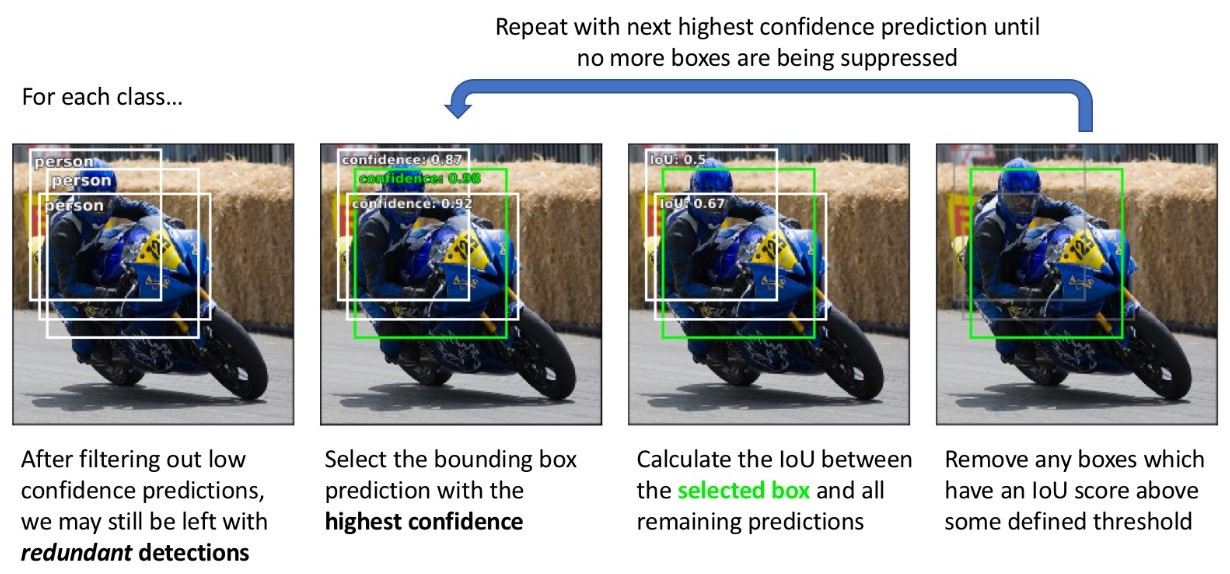 Repeat with next highest confidence prediction until
no more boxes are being suppressed
For each class...
person
person
person
confidence: 0.87
confidence: 0.98
confidence: 0.92
IoU: 0.5
IoU: 0.67
After filtering out low
confidence predictions,
we may still be left with
redundant detections
Select the bounding box
prediction with the
highest confidence
Calculate the IoU between
the selected box and all
remaining predictions
Remove any boxes which
have an IoU score above
some defined threshold